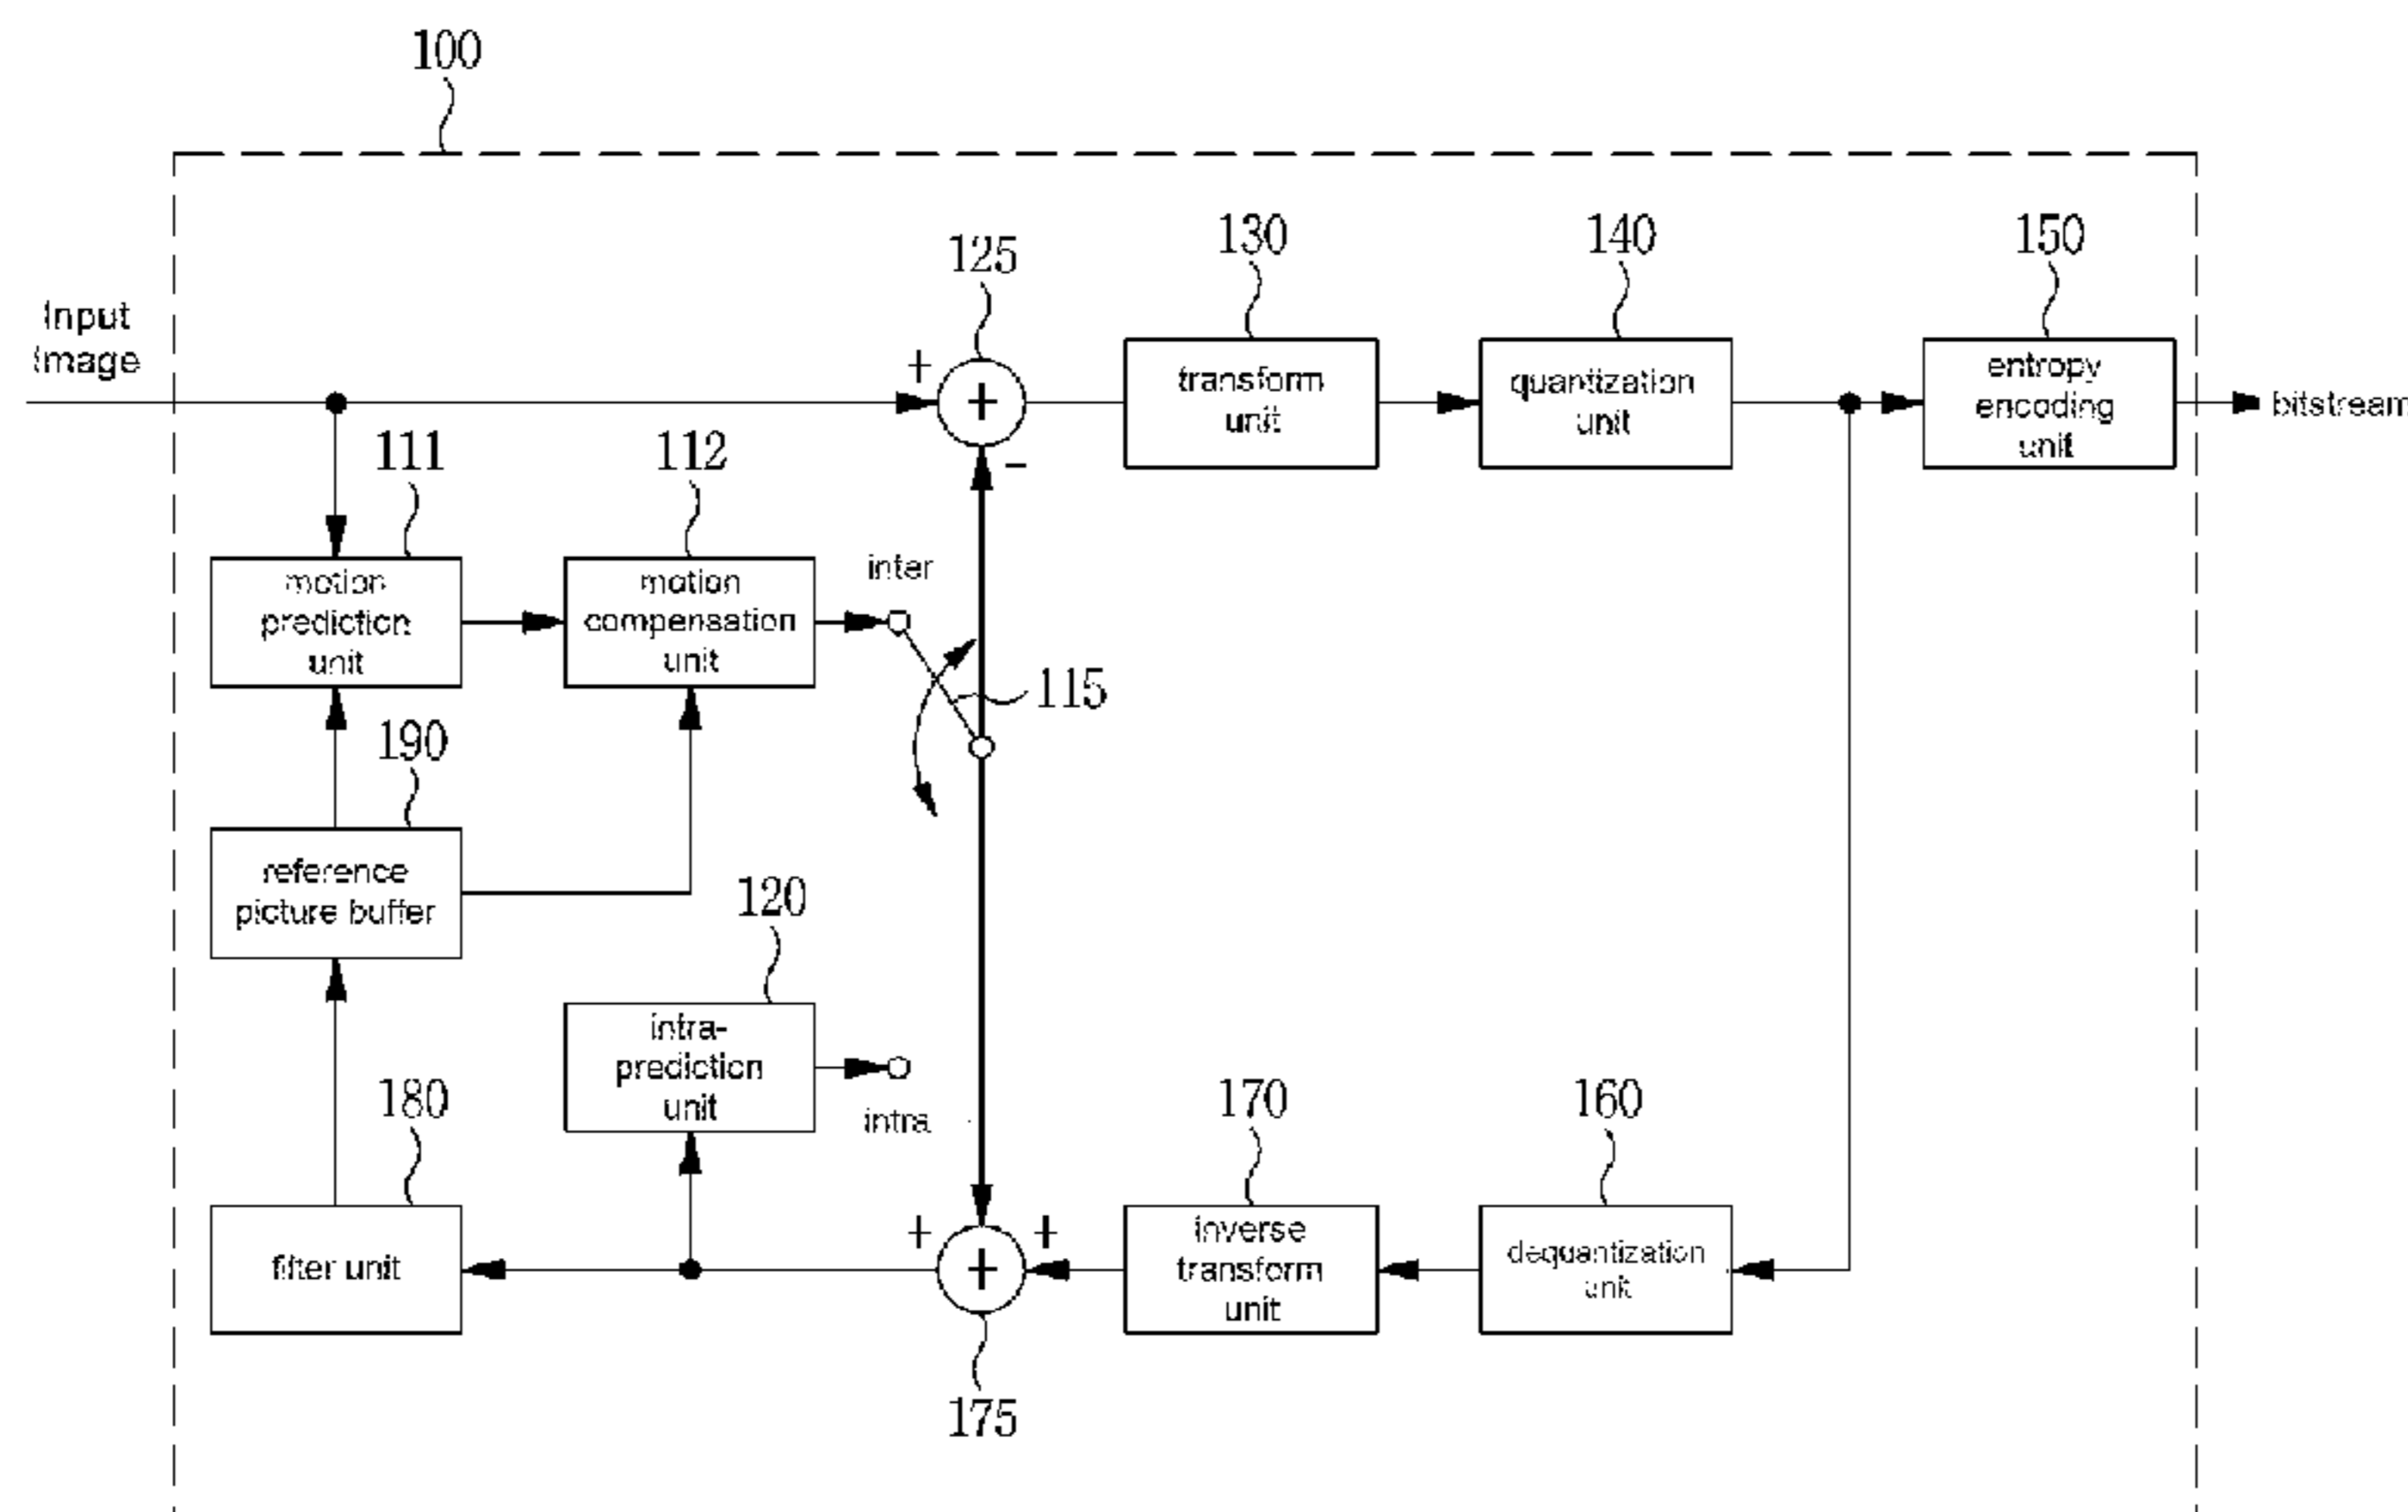 100
Input
Image
125
+
+
-
130
transform
unit
140
quantization
unit
150
entropy
encoding
unit
bitstream
111
motion
prediction
unit
112
motion
compensation
unit
inter
115
190
reference
picture buffer
120
intra-
prediction
unit
intra
180
filter unit
+
+
+
175
170
inverse
transform
unit
160
dequantization
unit